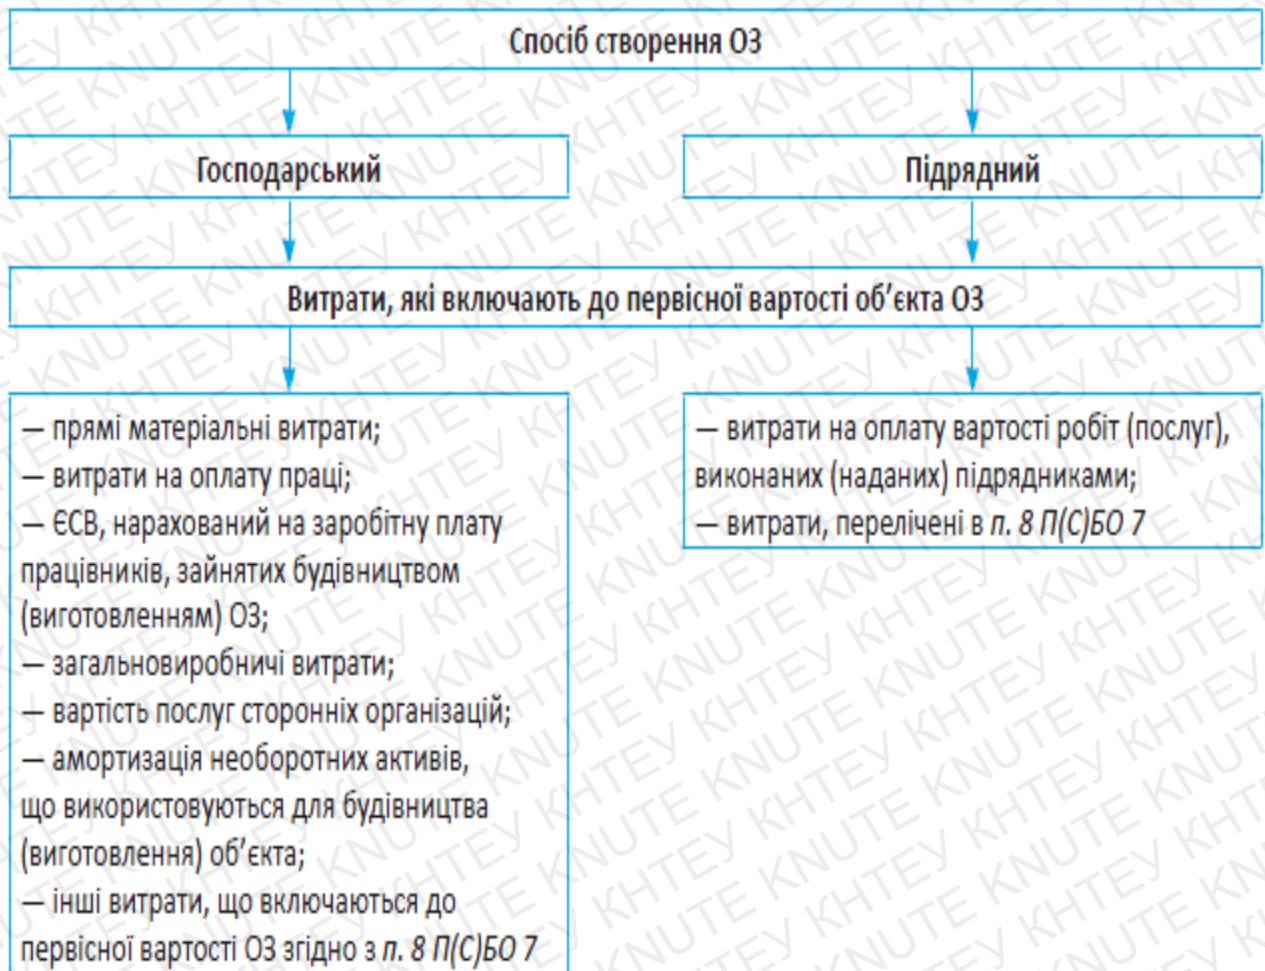 Спосіб створення ОЗ
Господарський
Підрядний
Витрати, які включають до первісної вартості об’єкта ОЗ
— прямі матеріальні витрати;
— витрати на оплату праці;
— ЄСВ, нарахований на заробітну плату
працівників, зайнятих будівництвом
(виготовленням) ОЗ;
— загальновиробничі витрати;
— вартість послуг сторонніх організацій;
— амортизація необоротних активів,
що використовуються для будівництва
(виготовлення) об’єкта;
— інші витрати, що включаються до
первісної вартості ОЗ згідно з п. 8 П(С)БО 7
— витрати на оплату вартості робіт (послуг),
виконаних (наданих) підрядниками;
— витрати, перелічені в п. 8 П(С)БО 7
KNUTE КНТЕУ